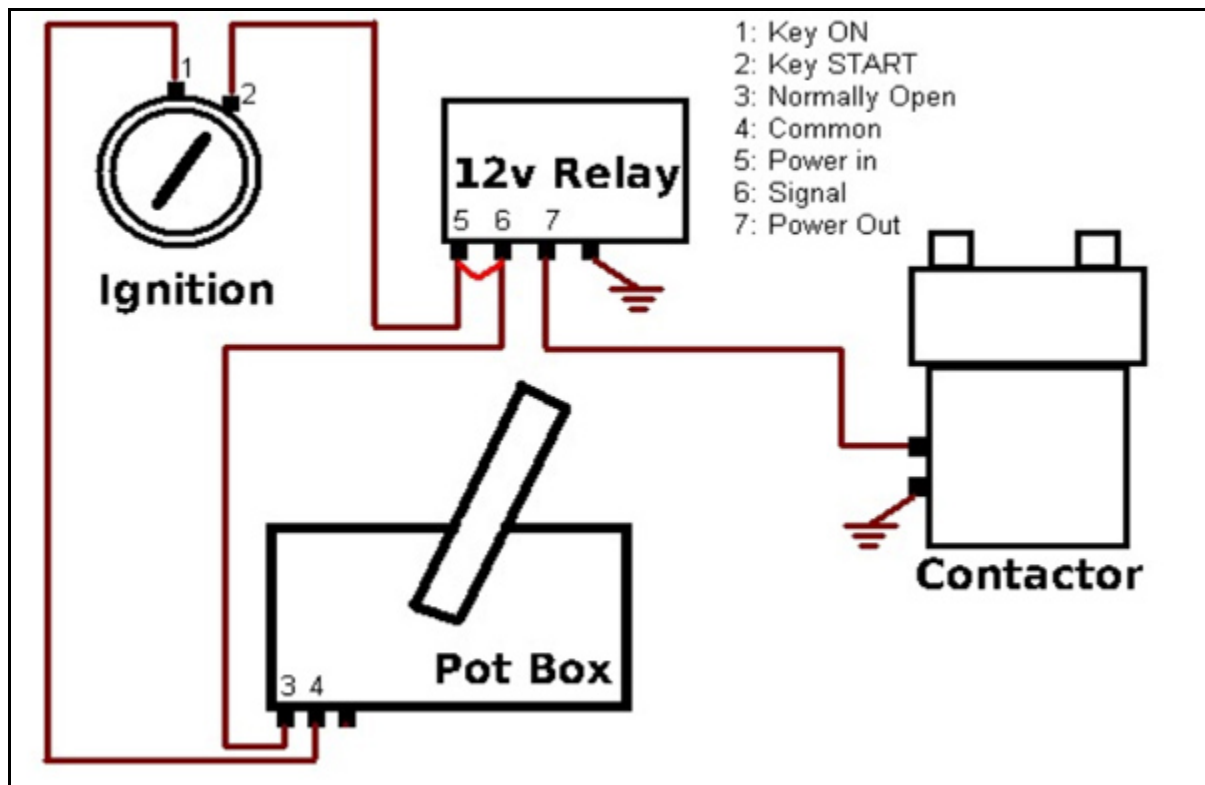 1: Key ON
2: Key START
3: Normally Open
4: Common
5: Power in
6: Signal
7: Power Out
1
2
Ignition
12v Relay
5 6 7
Pot Box
3 4
Contactor